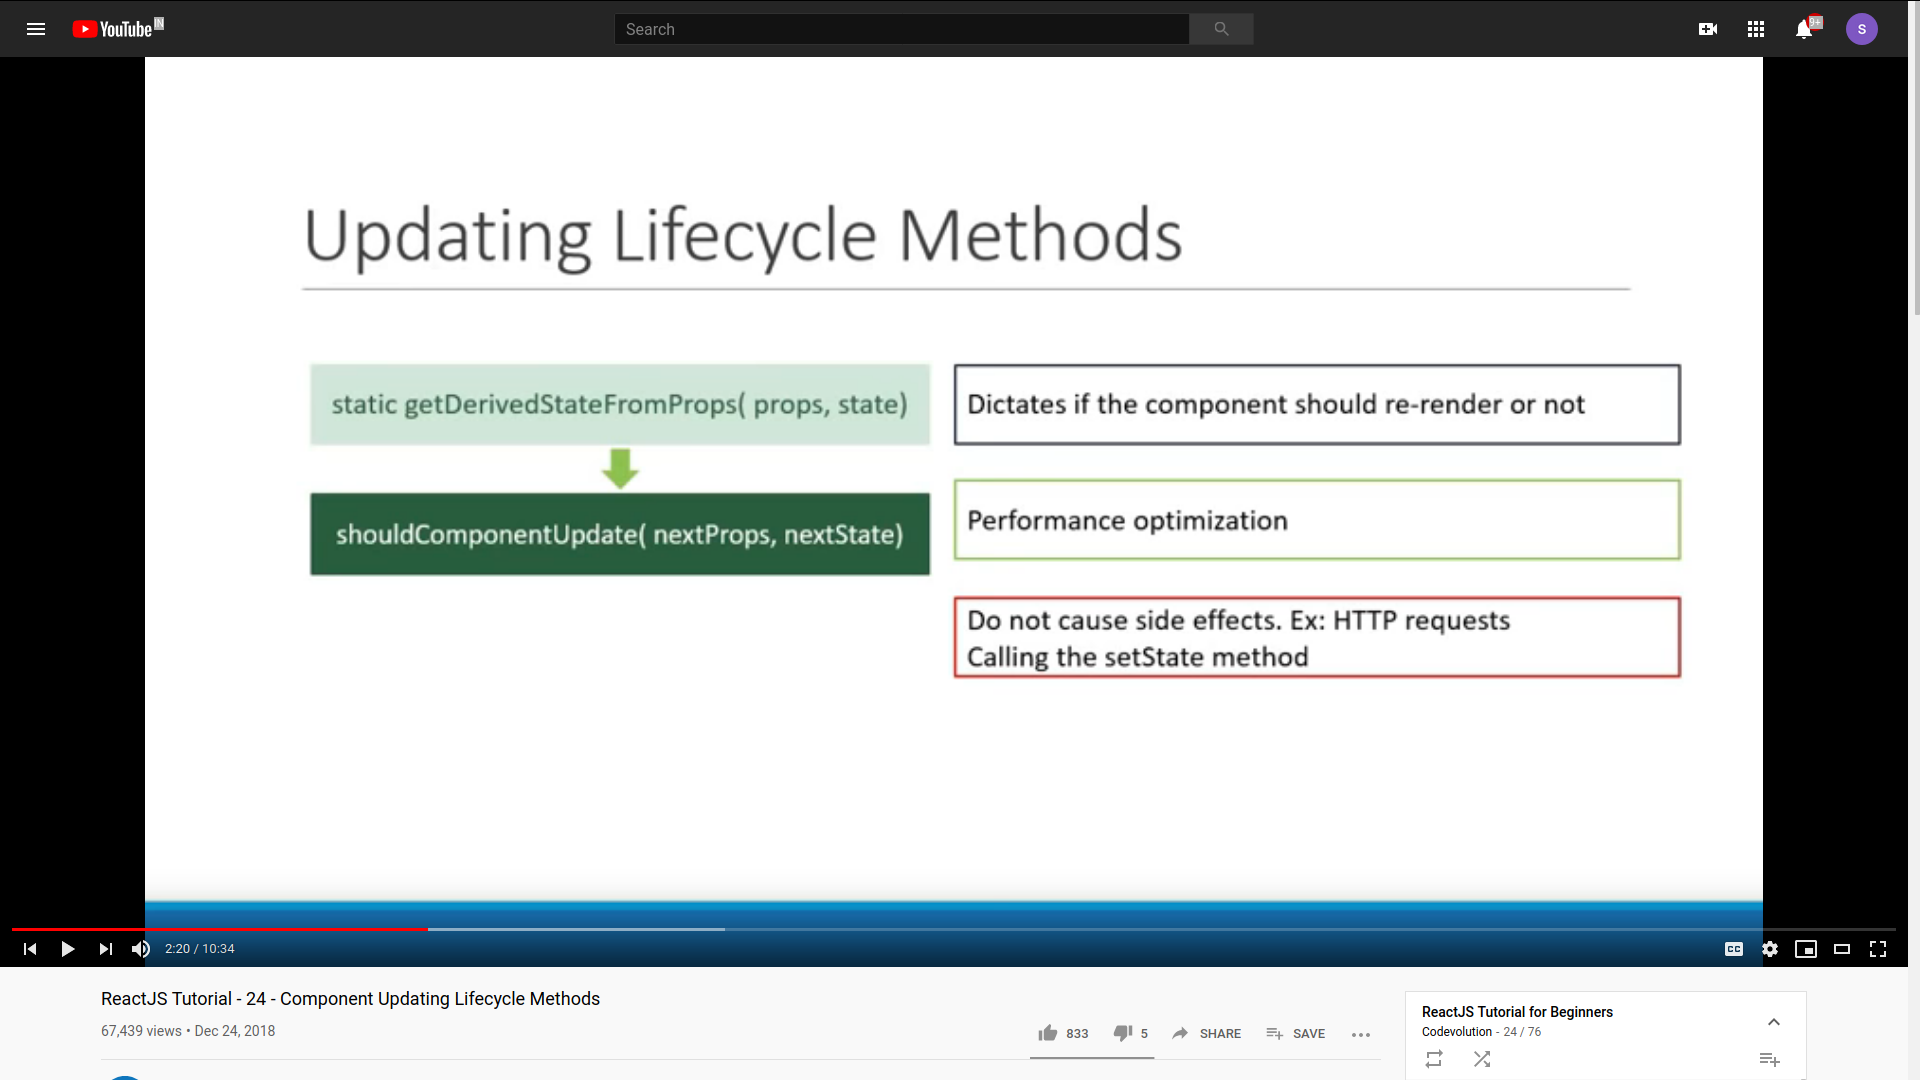 YouTube IN
Search
9+
S
Updating Lifecycle Methods
static getDerivedStateFromProps( props, state)
Dictates if the component should re-render or not
shouldComponentUpdate( nextProps, nextState)
Performance optimization
Do not cause side effects. Ex: HTTP requests
Calling the setState method
2:20 / 10:34
CC
ReactJS Tutorial - 24 - Component Updating Lifecycle Methods
67,439 views • Dec 24, 2018
833
5
SHARE
SAVE
ReactJS Tutorial for Beginners
Codevolution - 24 / 76